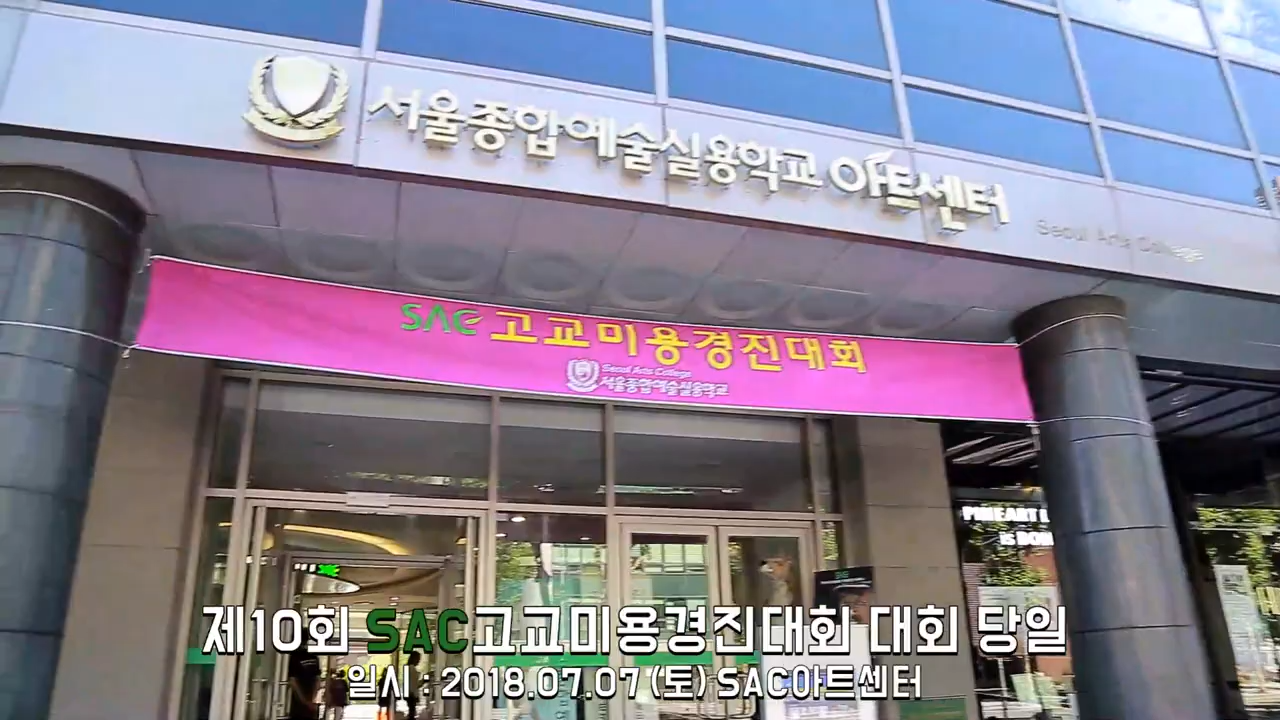 서울종합예술실용학교 아트센터
Seoul Arts College
SAC 고교미용경진대회
Seoul Arts College
서울종합예술실용학교
제10회 SAC고교미용경진대회 대회 당일
일시 : 2018.07.07 (토) SAC아트센터